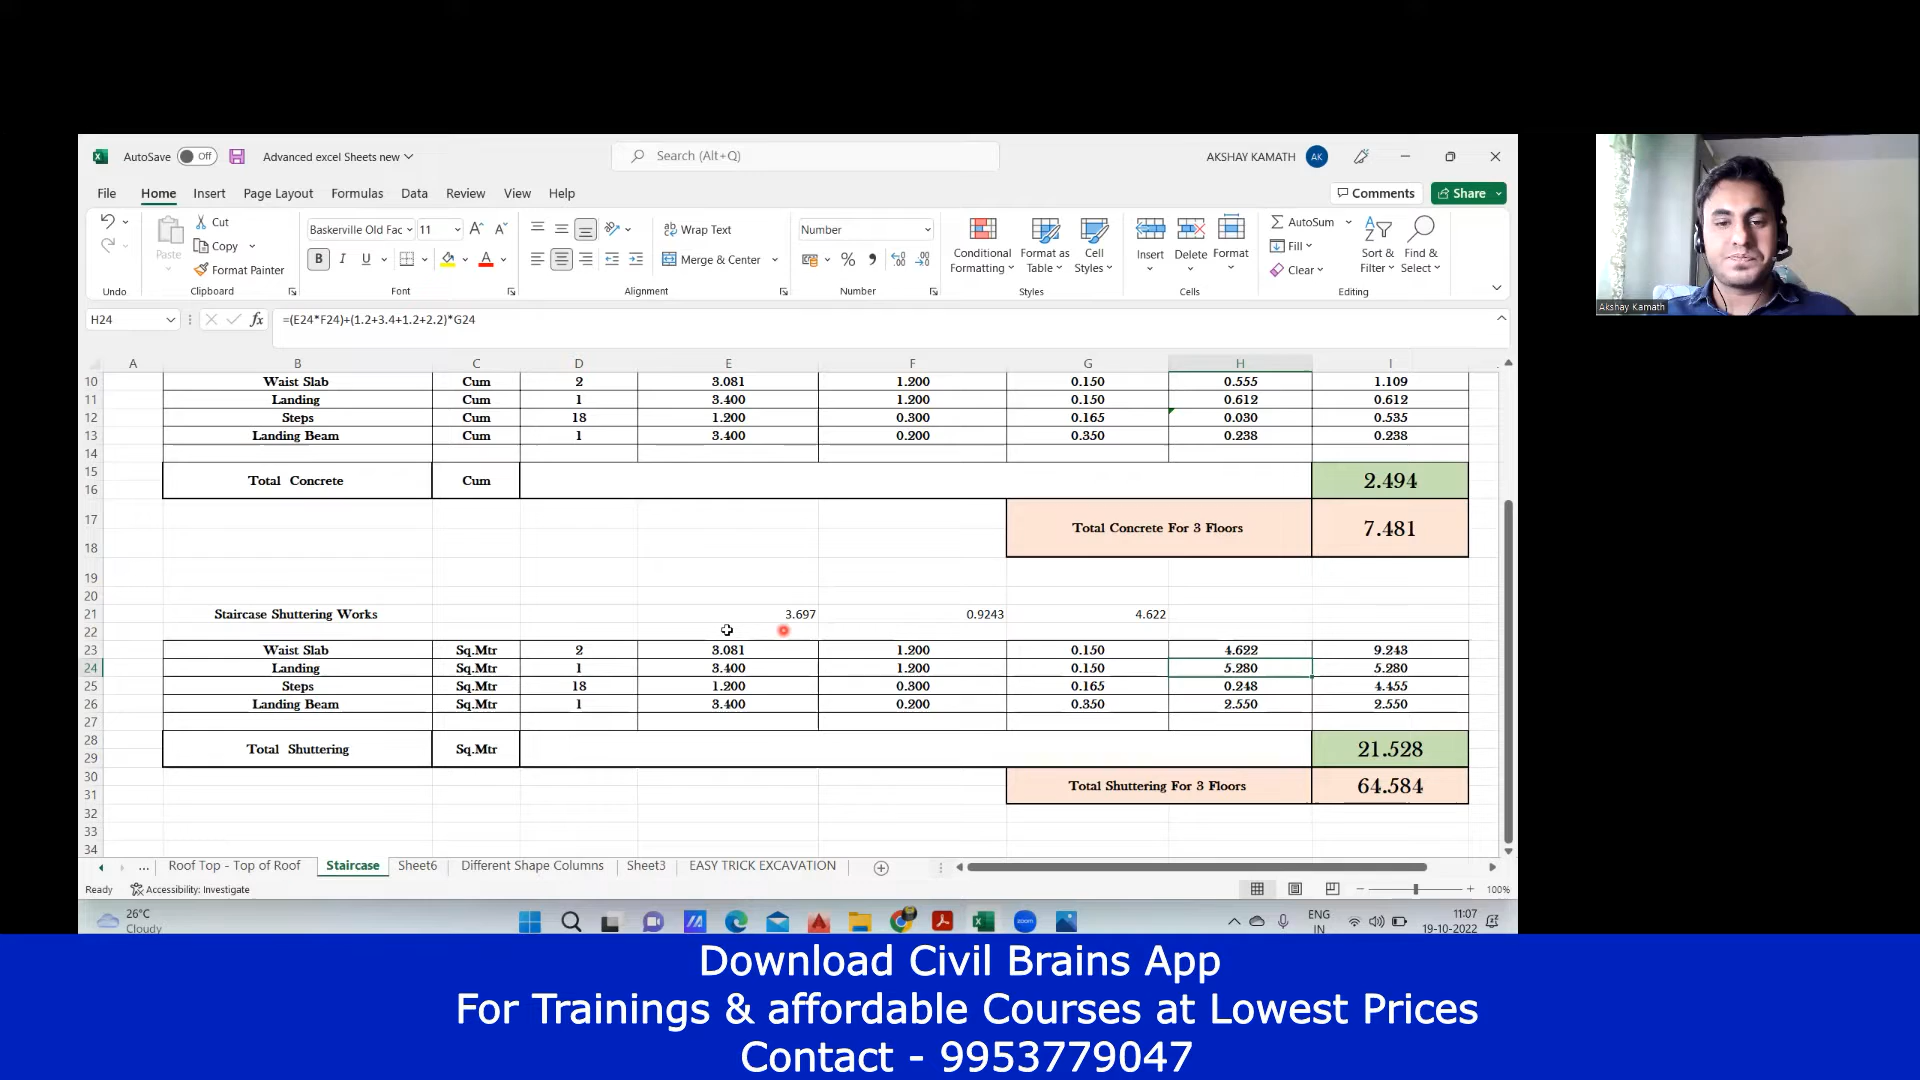 AutoSave Off Advanced excel Sheets new Search (Alt+Q) AKSHAY KAMATH AK
File Home Insert Page Layout Formulas Data Review View Help Comments Share
Cut
Copy
Format Painter
Paste
Undo Clipboard
Baskerville Old Fac 11
B I U
Font
Wrap Text
Merge & Center
Alignment
Number
Number
Conditional Formatting
Format as Table
Cell Styles
Styles
Insert Delete Format
Cells
AutoSum
Fill
Clear
Sort & Filter
Find & Select
Editing
Akshay Kamath
H24 fx =(E24*F24)+(1.2+3.4+1.2+2.2)*G24
A B C D E F G H I
10 Waist Slab Cum 2 3.081 1.200 0.150 0.555 1.109
11 Landing Cum 1 3.400 1.200 0.150 0.612 0.612
12 Steps Cum 18 1.200 0.300 0.165 0.030 0.535
13 Landing Beam Cum 1 3.400 0.200 0.350 0.238 0.238
14
15
Total Concrete Cum 2.494
16
17
Total Concrete For 3 Floors 7.481
18
19
20
21 Staircase Shuttering Works 3.697 0.9243 4.622
22
23 Waist Slab Sq.Mtr 2 3.081 1.200 0.150 4.622 9.243
24 Landing Sq.Mtr 1 3.400 1.200 0.150 5.280 5.280
25 Steps Sq.Mtr 18 1.200 0.300 0.165 0.248 4.455
26 Landing Beam Sq.Mtr 1 3.400 0.200 0.350 2.550 2.550
27
28
Total Shuttering Sq.Mtr 21.528
29
30
Total Shuttering For 3 Floors 64.584
31
32
33
34
... Roof Top - Top of Roof Staircase Sheet6 Different Shape Columns Sheet3 EASY TRICK EXCAVATION
Ready Accessibility: Investigate 100%
26°C
Cloudy
zoom
ENG
IN
11:07
19-10-2022
Download Civil Brains App
For Trainings & affordable Courses at Lowest Prices
Contact - 9953779047